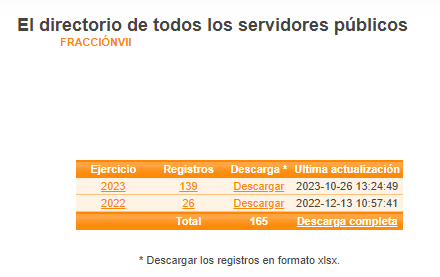 El directorio de todos los servidores públicos
FRACCIÓNVII
Ejercicio Registros Descarga * Ultima actualización
2023 139 Descargar 2023-10-26 13:24:49
2022 26 Descargar 2022-12-13 10:57:41
Total 165 Descarga completa
* Descargar los registros en formato xlsx.